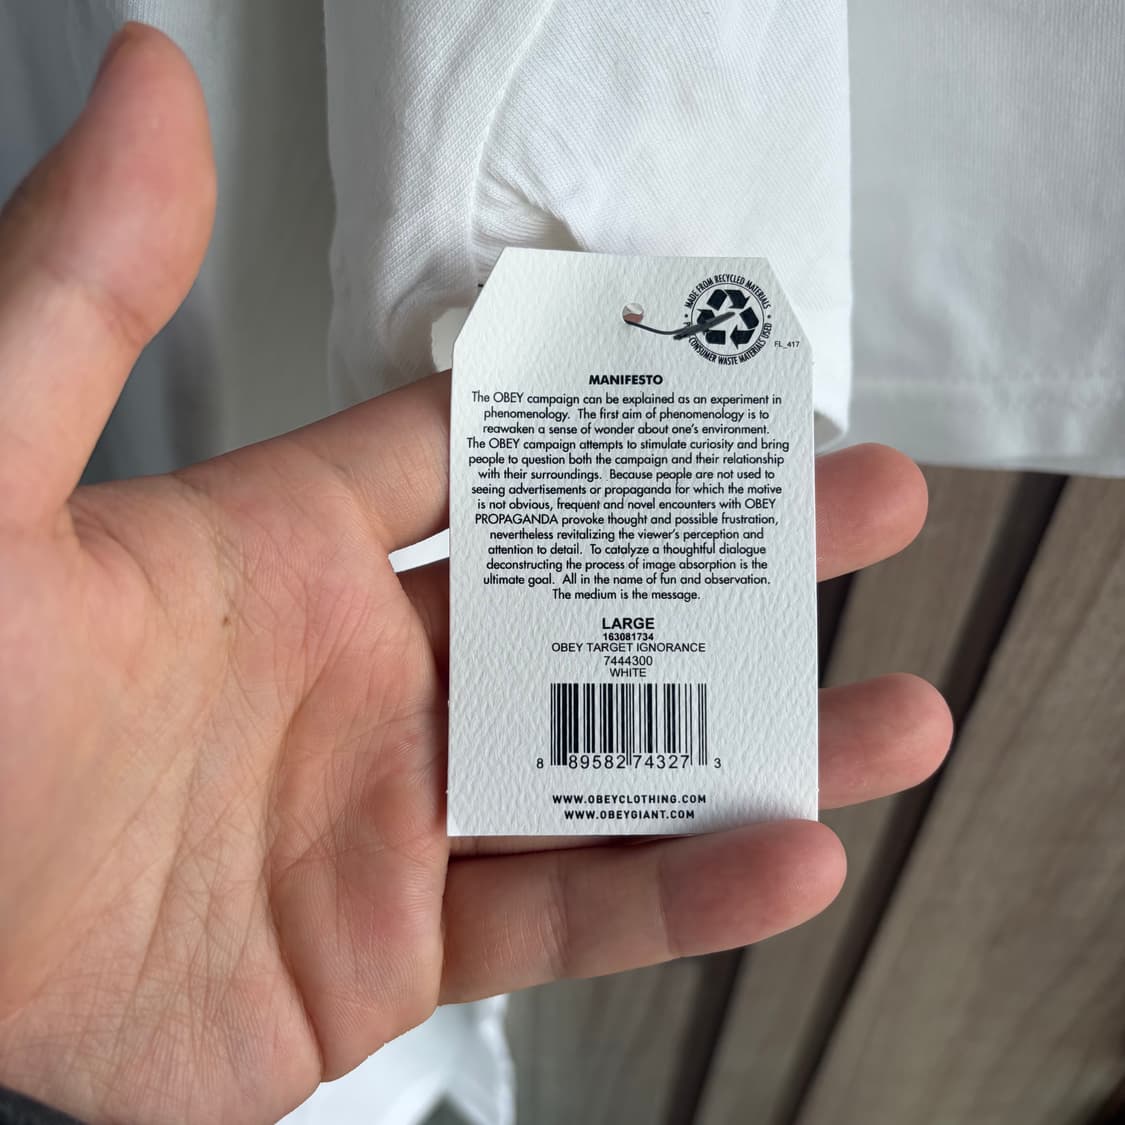 MADE FROM RECYCLED MATERIALS
CONSUMER WASTE MATERIALS USED
FL_417
MANIFESTO
The OBEY campaign can be explained as an experiment in
phenomenology. The first aim of phenomenology is to
reawaken a sense of wonder about one's environment.
The OBEY campaign attempts to stimulate curiosity and bring
people to question both the campaign and their relationship
with their surroundings. Because people are not used to
seeing advertisements or propaganda for which the motive
is not obvious, frequent and novel encounters with OBEY
PROPAGANDA provoke thought and possible frustration,
nevertheless revitalizing the viewer's perception and
attention to detail. To catalyze a thoughtful dialogue
deconstructing the process of image absorption is the
ultimate goal. All in the name of fun and observation.
The medium is the message.
LARGE
163081734
OBEY TARGET IGNORANCE
7444300
WHITE
8 89582 74327 3
WWW.OBEYCLOTHING.COM
WWW.OBEYGIANT.COM